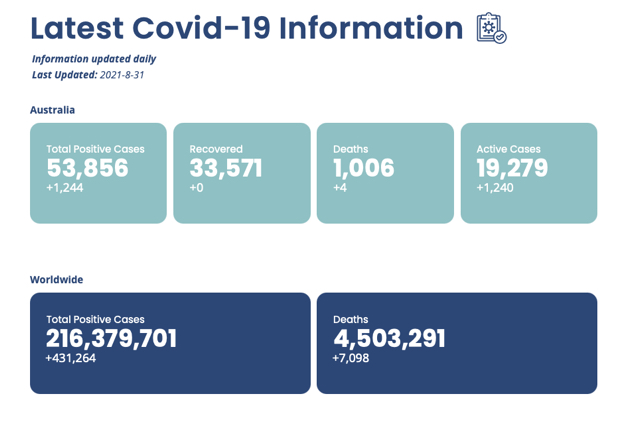 Latest Covid-19 Information
Information updated daily
Last Updated: 2021-8-31
Australia
Total Positive Cases
53,856
+1,244
Recovered
33,571
+0
Deaths
1,006
+4
Active Cases
19,279
+1,240
Worldwide
Total Positive Cases
216,379,701
+431,264
Deaths
4,503,291
+7,098